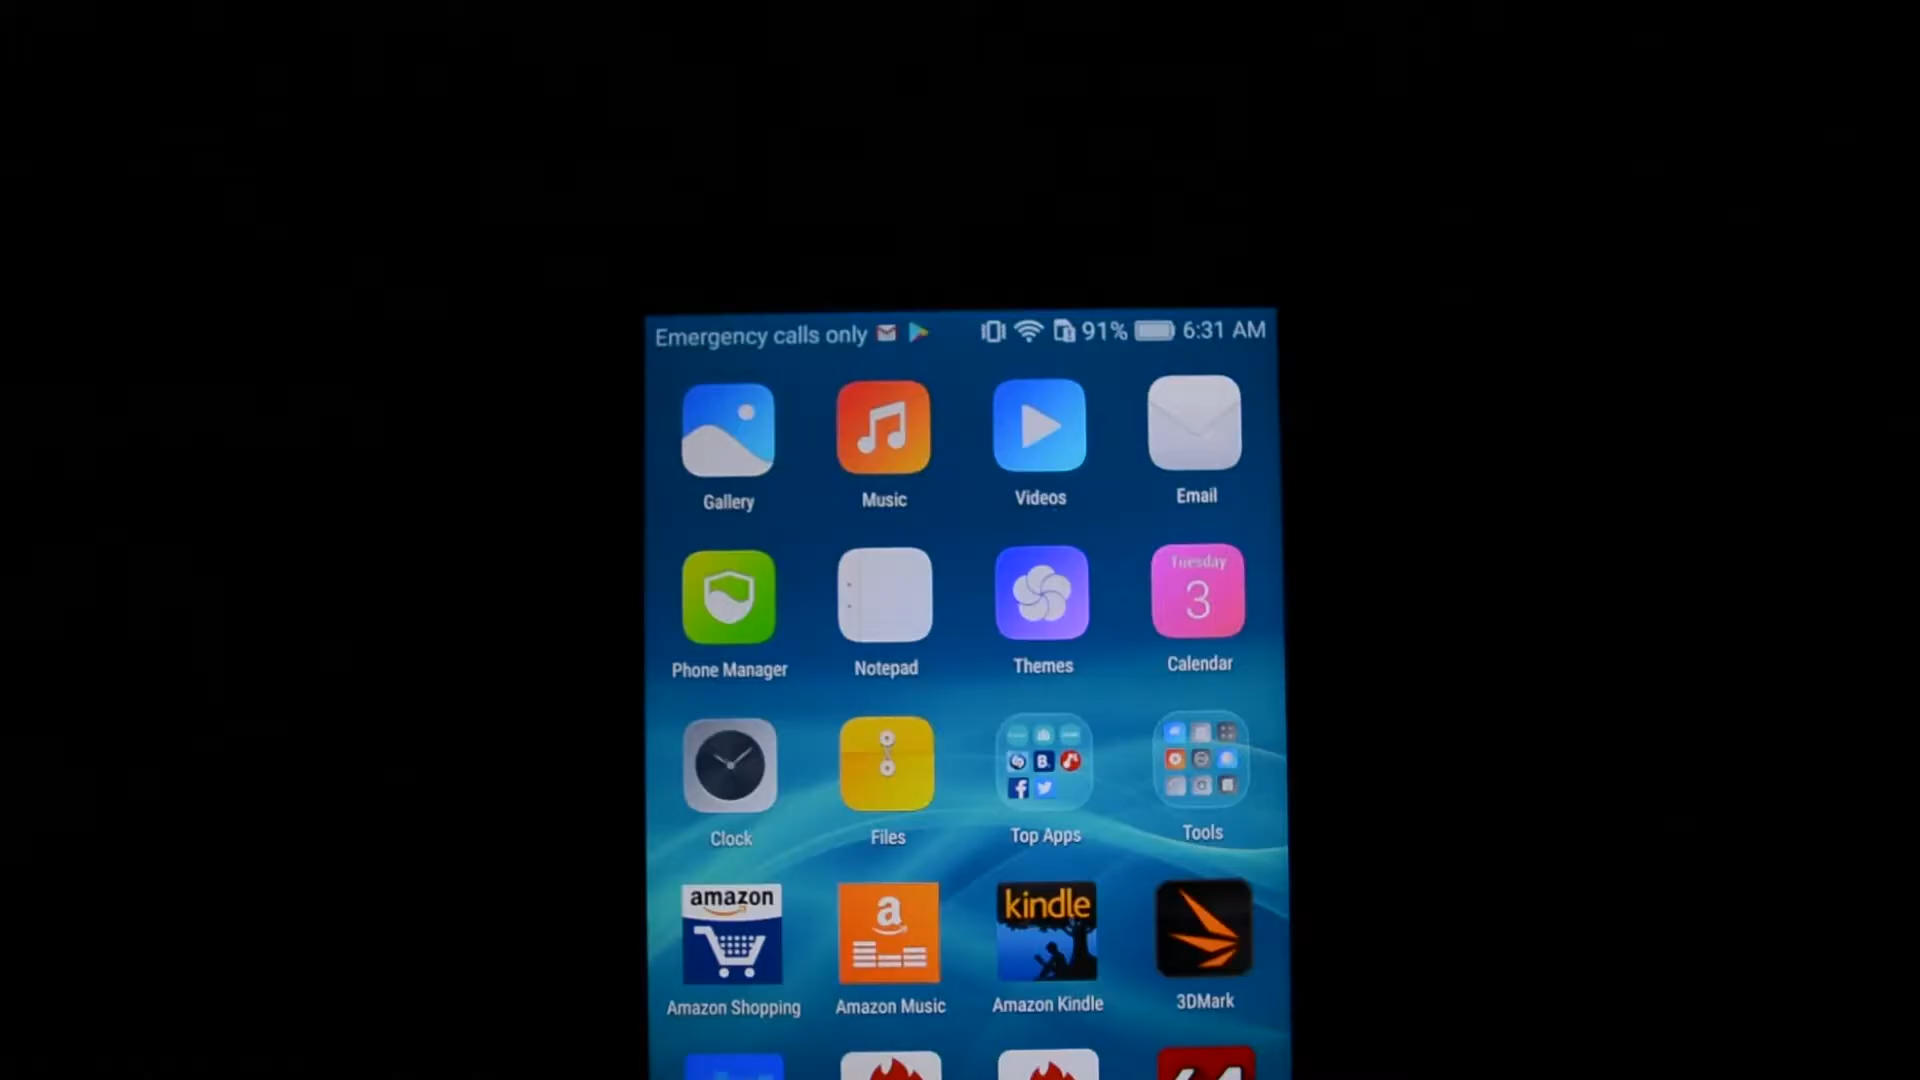 Emergency calls only 91% 6:31 AM
Gallery Music Videos Email
Tuesday
3
Phone Manager Notepad Themes Calendar
B.
Clock Files Top Apps Tools
amazon a kindle
Amazon Shopping Amazon Music Amazon Kindle 3DMark